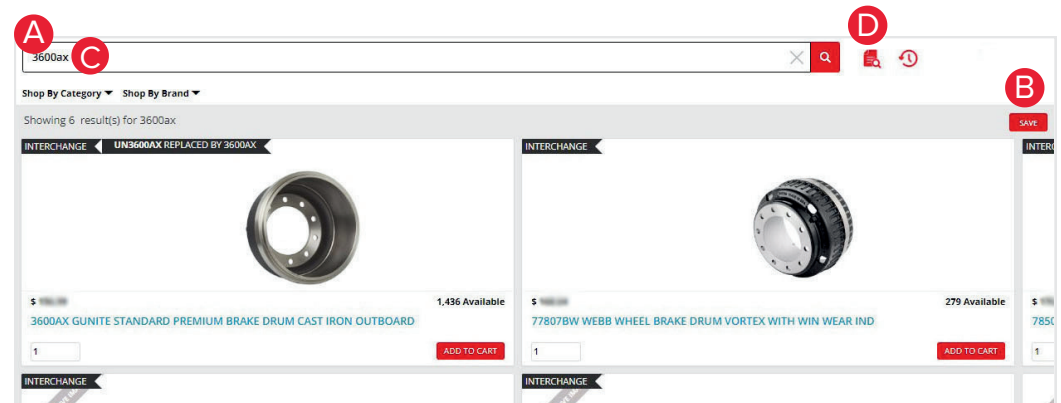 A
D
3600ax C
B
Shop By Category Shop By Brand
Showing 6 result(s) for 3600ax
SAVE
INTERCHANGE UN3600AX REPLACED BY 3600AX
INTERCHANGE
$
1,436 Available
$
279 Available
$
3600AX GUNITE STANDARD PREMIUM BRAKE DRUM CAST IRON OUTBOARD
77807BW WEBB WHEEL BRAKE DRUM VORTEX WITH WIN WEAR IND
1
ADD TO CART
1
ADD TO CART
1
INTERCHANGE
INTERCHANGE